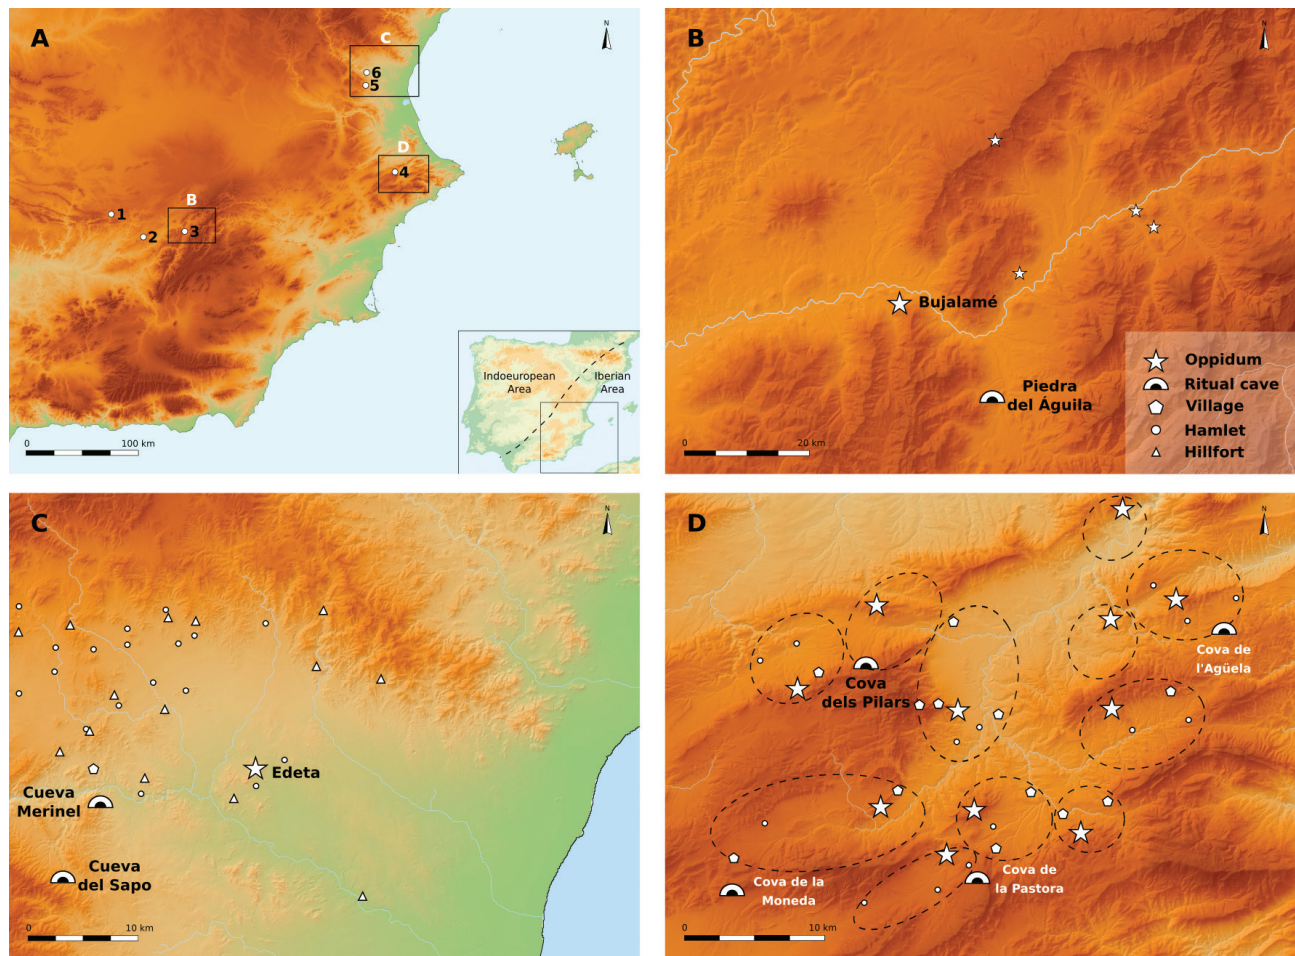 A
N
C
6
5
D
4
B
1
2
3
Indoeuropean
Area
Iberian
Area
0
100 km
B
N
Bujalamé
Piedra
del Águila
Oppidum
Ritual cave
Village
Hamlet
Hillfort
0
20 km
C
N
Edeta
Cueva
Merinel
Cueva
del Sapo
0
10 km
D
N
Cova de
l'Agüela
Cova
dels Pilars
Cova de la
Moneda
Cova de
la Pastora
0
10 km